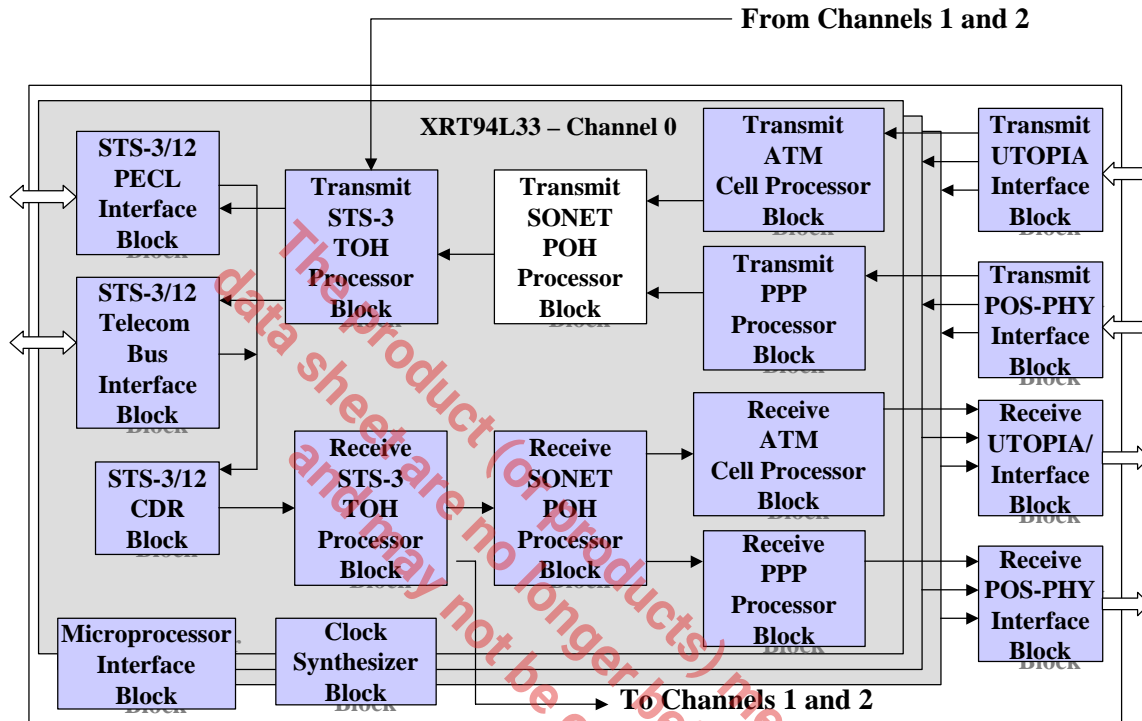 From Channels 1 and 2
XRT94L33 – Channel 0
STS-3/12
PECL
Interface
Block
Transmit
STS-3
TOH
Processor
Block
Transmit
SONET
POH
Processor
Block
Transmit
ATM
Cell Processor
Block
Transmit
UTOPIA
Interface
Block
STS-3/12
Telecom
Bus
Interface
Block
Transmit
PPP
Processor
Block
Transmit
POS-PHY
Interface
Block
STS-3/12
CDR
Block
Receive
STS-3
TOH
Processor
Block
Receive
SONET
POH
Processor
Block
Receive
ATM
Cell Processor
Block
Receive
UTOPIA/
Interface
Block
Receive
PPP
Processor
Block
Receive
POS-PHY
Interface
Block
Microprocessor
Interface
Block
Clock
Synthesizer
Block
To Channels 1 and 2
The product (or products) me
data sheet are no longer be
and may not be